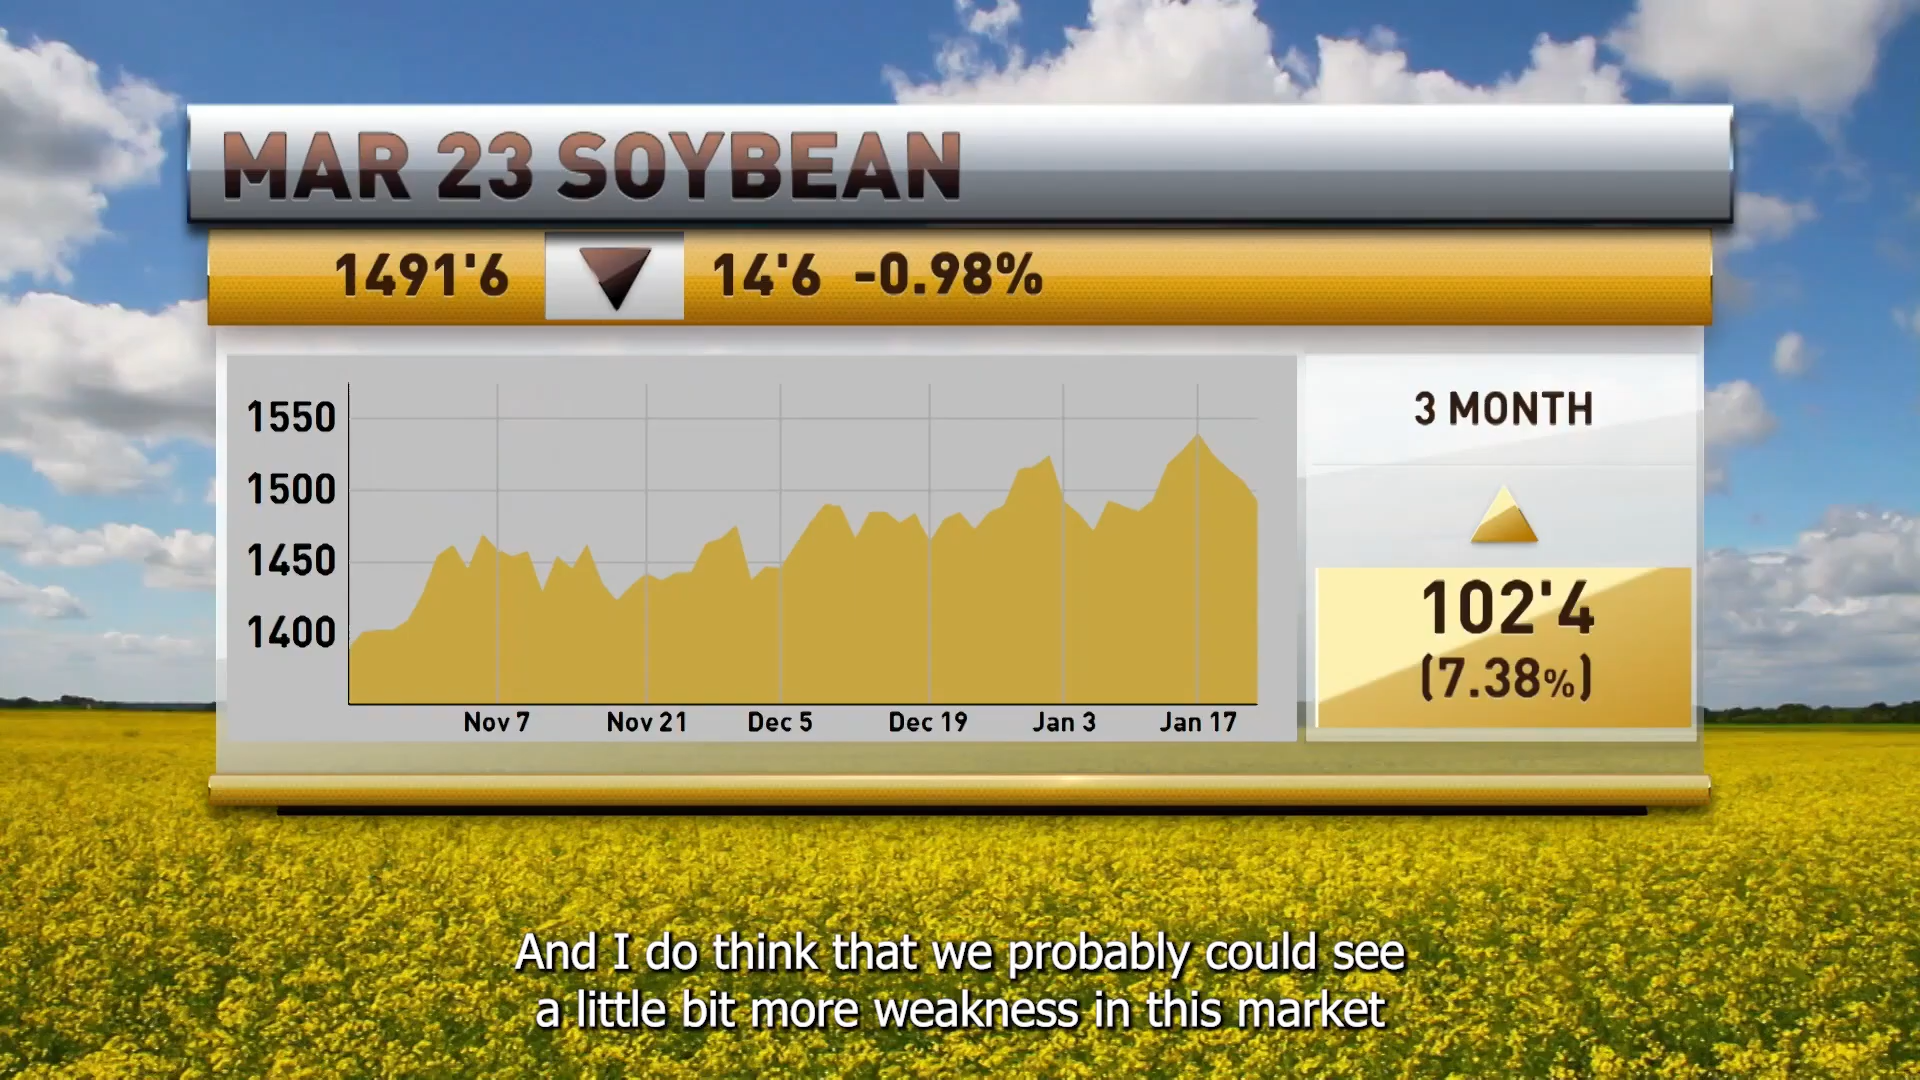 MAR 23 SOYBEAN
1491'6 14'6 -0.98%
1550
1500
1450
1400
Nov 7 Nov 21 Dec 5 Dec 19 Jan 3 Jan 17
3 MONTH
102'4
(7.38%)
And I do think that we probably could see
a little bit more weakness in this market